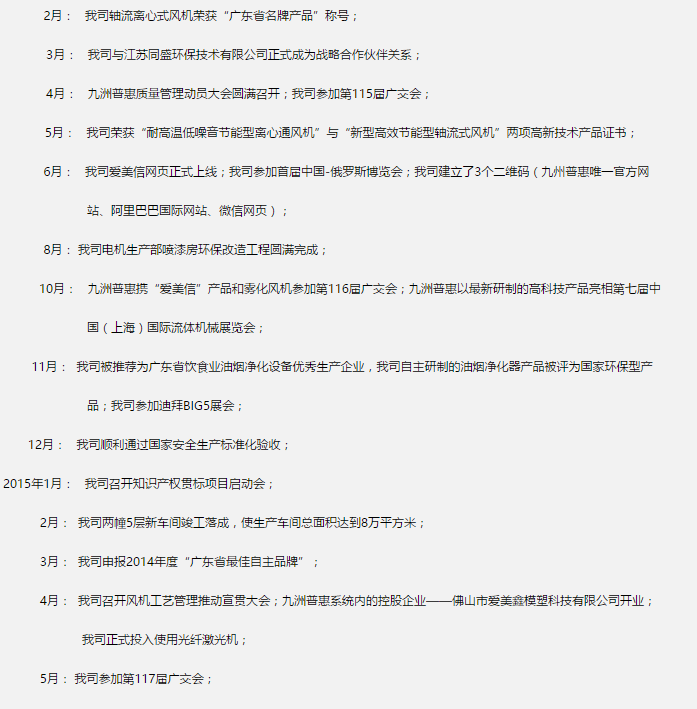 2月： 我司轴流离心式风机荣获“广东省名牌产品”称号；
3月： 我司与江苏同盛环保技术有限公司正式成为战略合作伙伴关系；
4月： 九洲普惠质量管理动员大会圆满召开；我司参加第115届广交会；
5月： 我司荣获“耐高温低噪音节能型离心通风机”与“新型高效节能型轴流式风机”两项高新技术产品证书；
6月： 我司爱美信网页正式上线；我司参加首届中国-俄罗斯博览会；我司建立了3个二维码（九州普惠唯一官方网
站、阿里巴巴国际网站、微信网页）；
8月： 我司电机生产部喷漆房环保改造工程圆满完成；
10月： 九洲普惠携“爱美信”产品和雾化风机参加第116届广交会；九洲普惠以最新研制的高科技产品亮相第七届中
国（上海）国际流体机械展览会；
11月： 我司被推荐为广东省饮食业油烟净化设备优秀生产企业，我司自主研制的油烟净化器产品被评为国家环保型产
品；我司参加迪拜BIG5展会；
12月： 我司顺利通过国家安全生产标准化验收；
2015年1月： 我司召开知识产权贯标项目启动会；
2月： 我司两幢5层新车间竣工落成，使生产车间总面积达到8万平方米；
3月： 我司申报2014年度“广东省最佳自主品牌”；
4月： 我司召开风机工艺管理推动宣贯大会；九洲普惠系统内的控股企业——佛山市爱美鑫模塑科技有限公司开业；
我司正式投入使用光纤激光机；
5月： 我司参加第117届广交会；